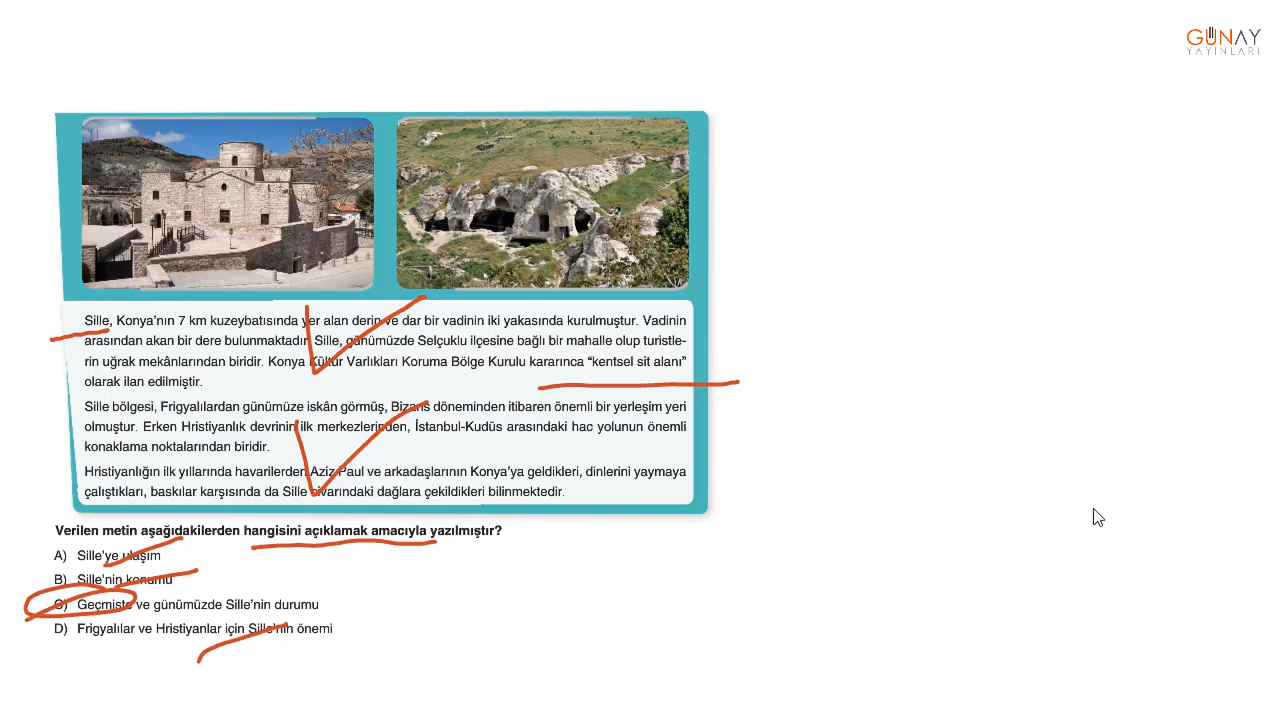 GÜNAY
YAYINLARI
Sille, Konya’nın 7 km kuzeybatısında yer alan derin ve dar bir vadinin iki yakasında kurulmuştur. Vadinin
arasından akan bir dere bulunmaktadır. Sille, günümüzde Selçuklu ilçesine bağlı bir mahalle olup turistle-
rin uğrak mekânlarından biridir. Konya Kültür Varlıkları Koruma Bölge Kurulu kararınca “kentsel sit alanı”
olarak ilan edilmiştir.
Sille bölgesi, Frigyalılardan günümüze iskân görmüş, Bizans döneminden itibaren önemli bir yerleşim yeri
olmuştur. Erken Hristiyanlık devrinin ilk merkezlerinden, İstanbul-Kudüs arasındaki hac yolunun önemli
konaklama noktalarından biridir.
Hristiyanlığın ilk yıllarında havarilerden Aziz Paul ve arkadaşlarının Konya’ya geldikleri, dinlerini yaymaya
çalıştıkları, baskılar karşısında da Sille civarındaki dağlara çekildikleri bilinmektedir.
Verilen metin aşağıdakilerden hangisini açıklamak amacıyla yazılmıştır?
A) Sille’ye ulaşım
B) Sille’nin konumu
C) Geçmişte ve günümüzde Sille’nin durumu
D) Frigyalılar ve Hristiyanlar için Sille’nin önemi